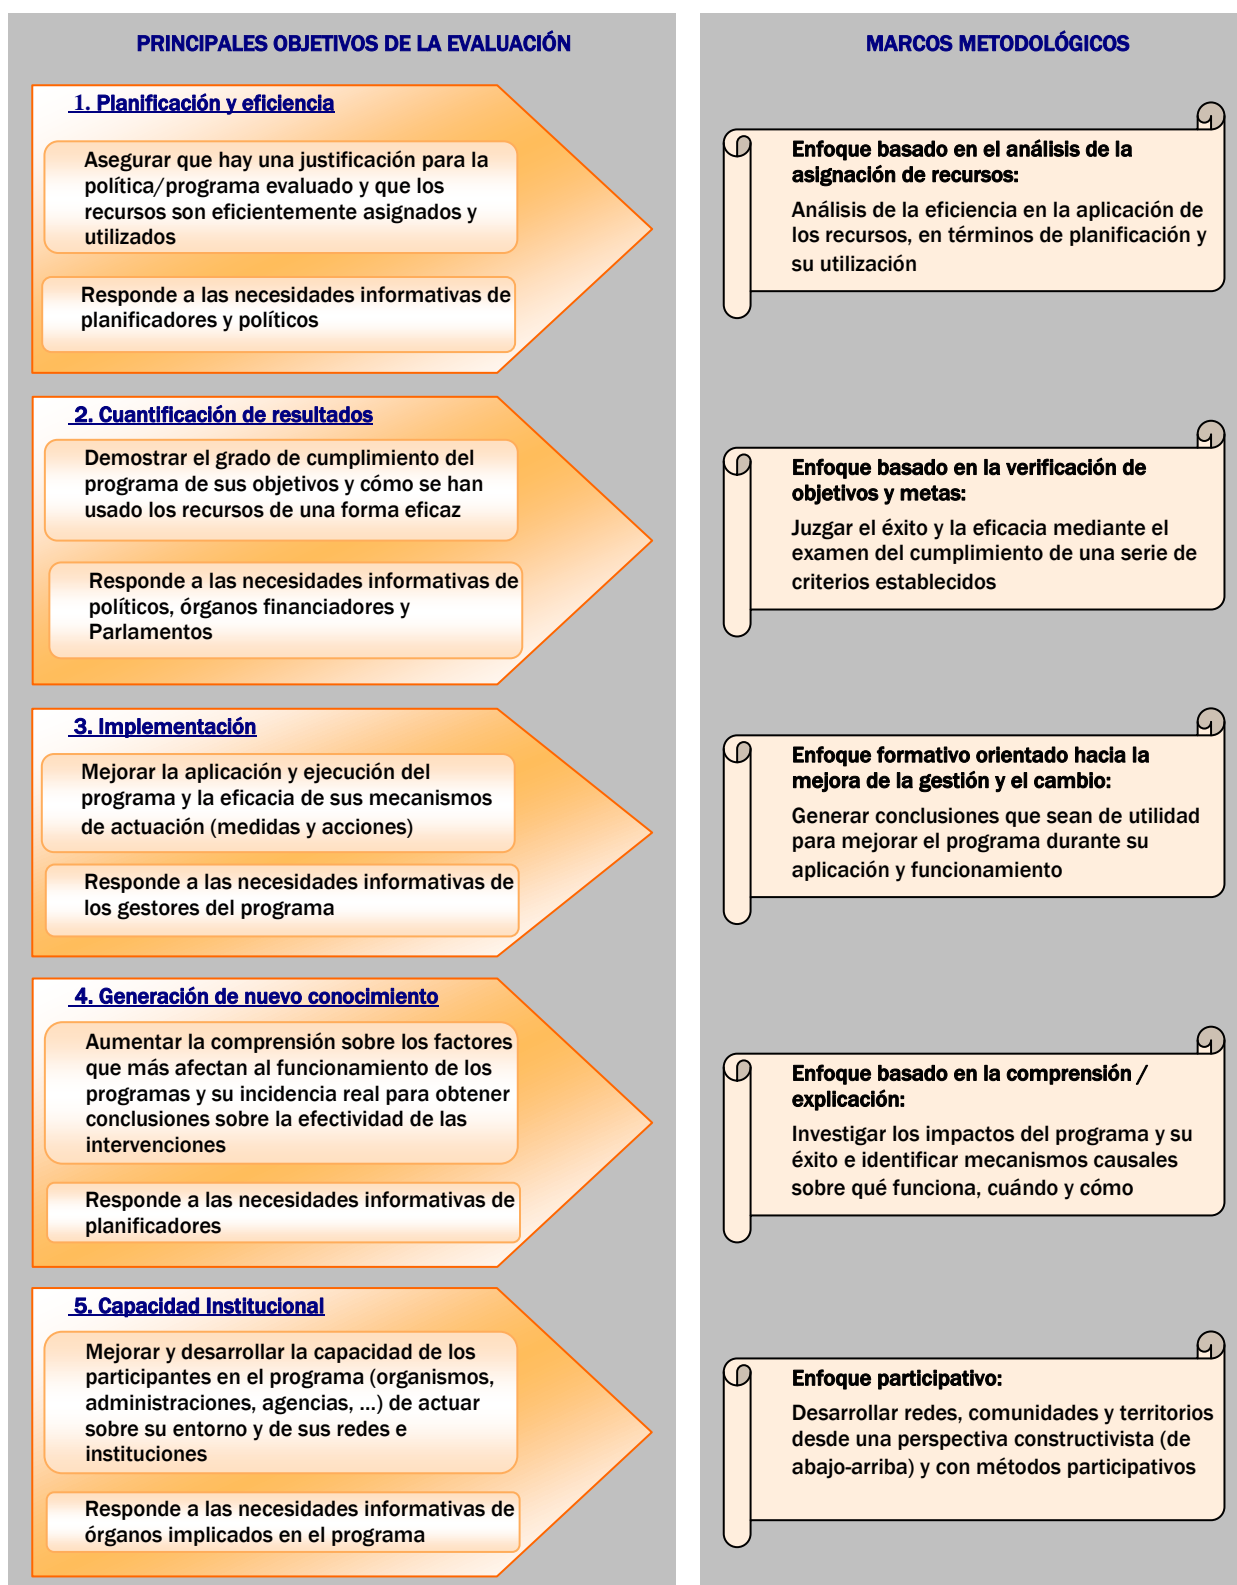 PRINCIPALES OBJETIVOS DE LA EVALUACIÓN
1. Planificación y eficiencia
Asegurar que hay una justificación para la
política/programa evaluado y que los
recursos son eficientemente asignados y
utilizados
Responde a las necesidades informativas de
planificadores y políticos
2. Cuantificación de resultados
Demostrar el grado de cumplimiento del
programa de sus objetivos y cómo se han
usado los recursos de una forma eficaz
Responde a las necesidades informativas de
políticos, órganos financiadores y
Parlamentos
3. Implementación
Mejorar la aplicación y ejecución del
programa y la eficacia de sus mecanismos
de actuación (medidas y acciones)
Responde a las necesidades informativas de
los gestores del programa
4. Generación de nuevo conocimiento
Aumentar la comprensión sobre los factores
que más afectan al funcionamiento de los
programas y su incidencia real para obtener
conclusiones sobre la efectividad de las
intervenciones
Responde a las necesidades informativas de
planificadores
5. Capacidad Institucional
Mejorar y desarrollar la capacidad de los
participantes en el programa (organismos,
administraciones, agencias, ...) de actuar
sobre su entorno y de sus redes e
instituciones
Responde a las necesidades informativas de
órganos implicados en el programa
MARCOS METODOLÓGICOS
Enfoque basado en el análisis de la
asignación de recursos:
Análisis de la eficiencia en la aplicación de
los recursos, en términos de planificación y
su utilización
Enfoque basado en la verificación de
objetivos y metas:
Juzgar el éxito y la eficacia mediante el
examen del cumplimiento de una serie de
criterios establecidos
Enfoque formativo orientado hacia la
mejora de la gestión y el cambio:
Generar conclusiones que sean de utilidad
para mejorar el programa durante su
aplicación y funcionamiento
Enfoque basado en la comprensión /
explicación:
Investigar los impactos del programa y su
éxito e identificar mecanismos causales
sobre qué funciona, cuándo y cómo
Enfoque participativo:
Desarrollar redes, comunidades y territorios
desde una perspectiva constructivista (de
abajo-arriba) y con métodos participativos